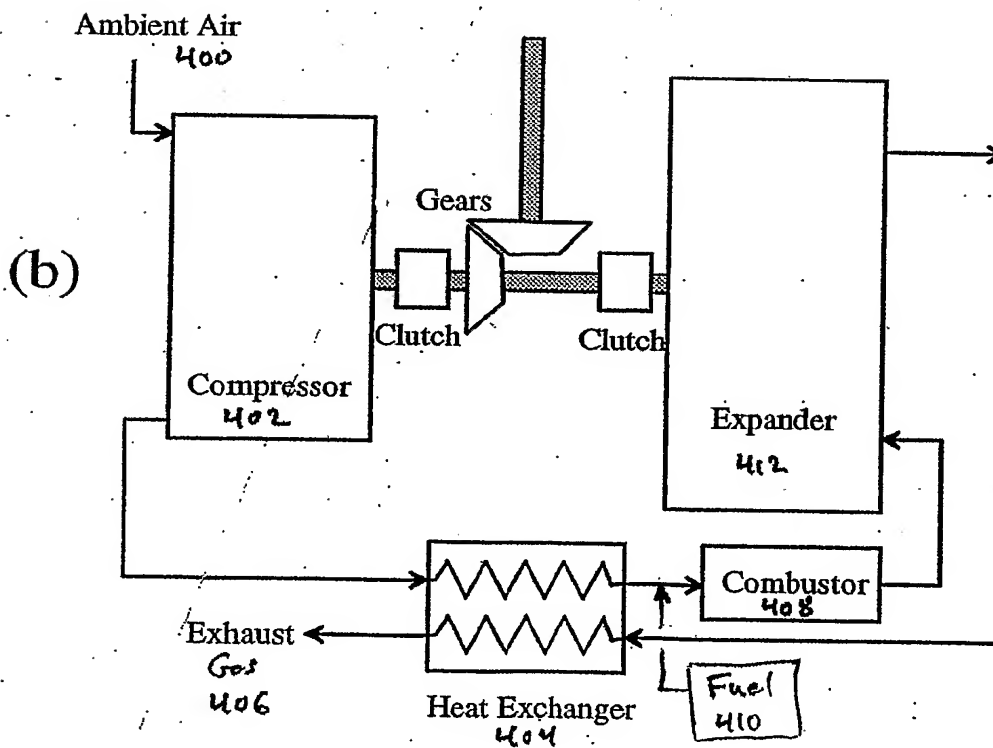 Ambient Air
400
Gears
(b)
Clutch
Clutch
Compressor
402
Expander
412
Combustor
408
Exhaust
Gas
406
Heat Exchanger
404
Fuel
410